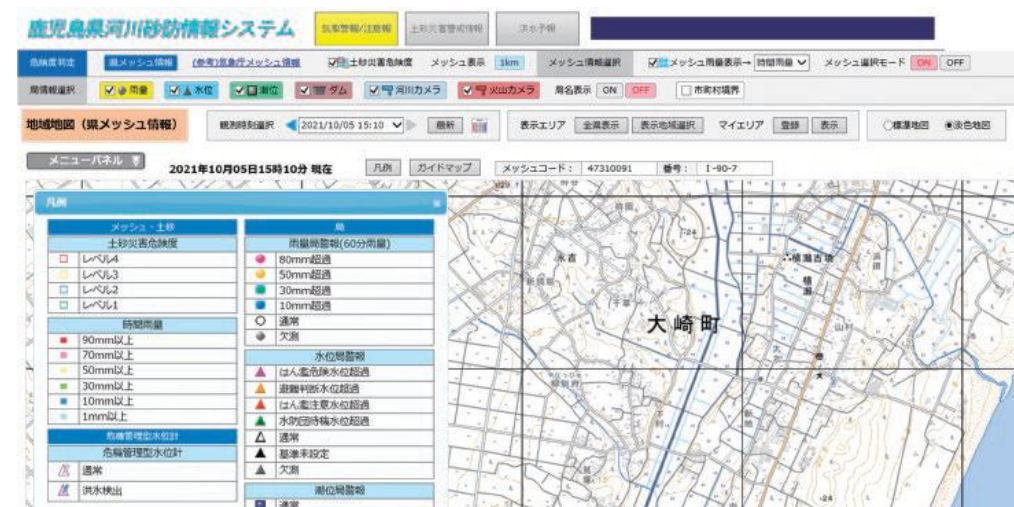 鹿児島県河川砂防情報システム 気象警報/注意報 土砂災害警戒情報 洪水予報
危険度判定 県メッシュ情報 (参考)気象庁メッシュ情報 土砂災害危険度 メッシュ表示 1km メッシュ情報選択 メッシュ雨量表示→ 時間雨量 メッシュ選択モード ON OFF
局情報選択 雨量 水位 潮位 ダム 河川カメラ 火山カメラ 局名表示 ON OFF 市町村境界
地域地図（県メッシュ情報） 観測時刻選択 2021/10/05 15:10 最新 表示エリア 全県表示 表示地域選択 マイエリア 登録 表示 標準地図 淡色地図
メニューパネル 2021年10月05日15時10分 現在 凡例 ガイドマップ メッシュコード： 47310091 番号： I-90-7
凡例
メッシュ・土砂
土砂災害危険度
レベル4
レベル3
レベル2
レベル1
時間雨量
90mm以上
70mm以上
50mm以上
30mm以上
10mm以上
1mm以上
危機管理型水位計
危機管理型水位計
通常
洪水検出
局
雨量局警報(60分雨量)
80mm超過
50mm超過
30mm超過
10mm超過
通常
欠測
水位局警報
はん濫危険水位超過
避難判断水位超過
はん濫注意水位超過
水防団待機水位超過
通常
基準未設定
欠測
潮位局警報
通常
永吉
横瀬古墳
横瀬
大崎町
-24